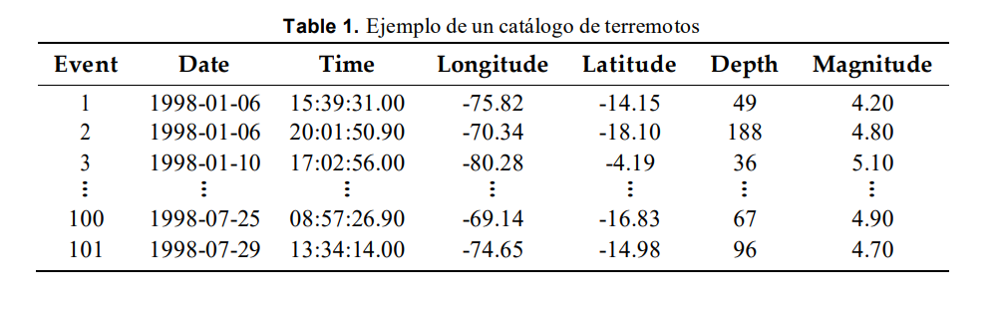 Table 1. Ejemplo de un catálogo de terremotos
Event Date Time Longitude Latitude Depth Magnitude
1 1998-01-06 15:39:31.00 -75.82 -14.15 49 4.20
2 1998-01-06 20:01:50.90 -70.34 -18.10 188 4.80
3 1998-01-10 17:02:56.00 -80.28 -4.19 36 5.10
⋮ ⋮ ⋮ ⋮ ⋮ ⋮ ⋮
100 1998-07-25 08:57:26.90 -69.14 -16.83 67 4.90
101 1998-07-29 13:34:14.00 -74.65 -14.98 96 4.70